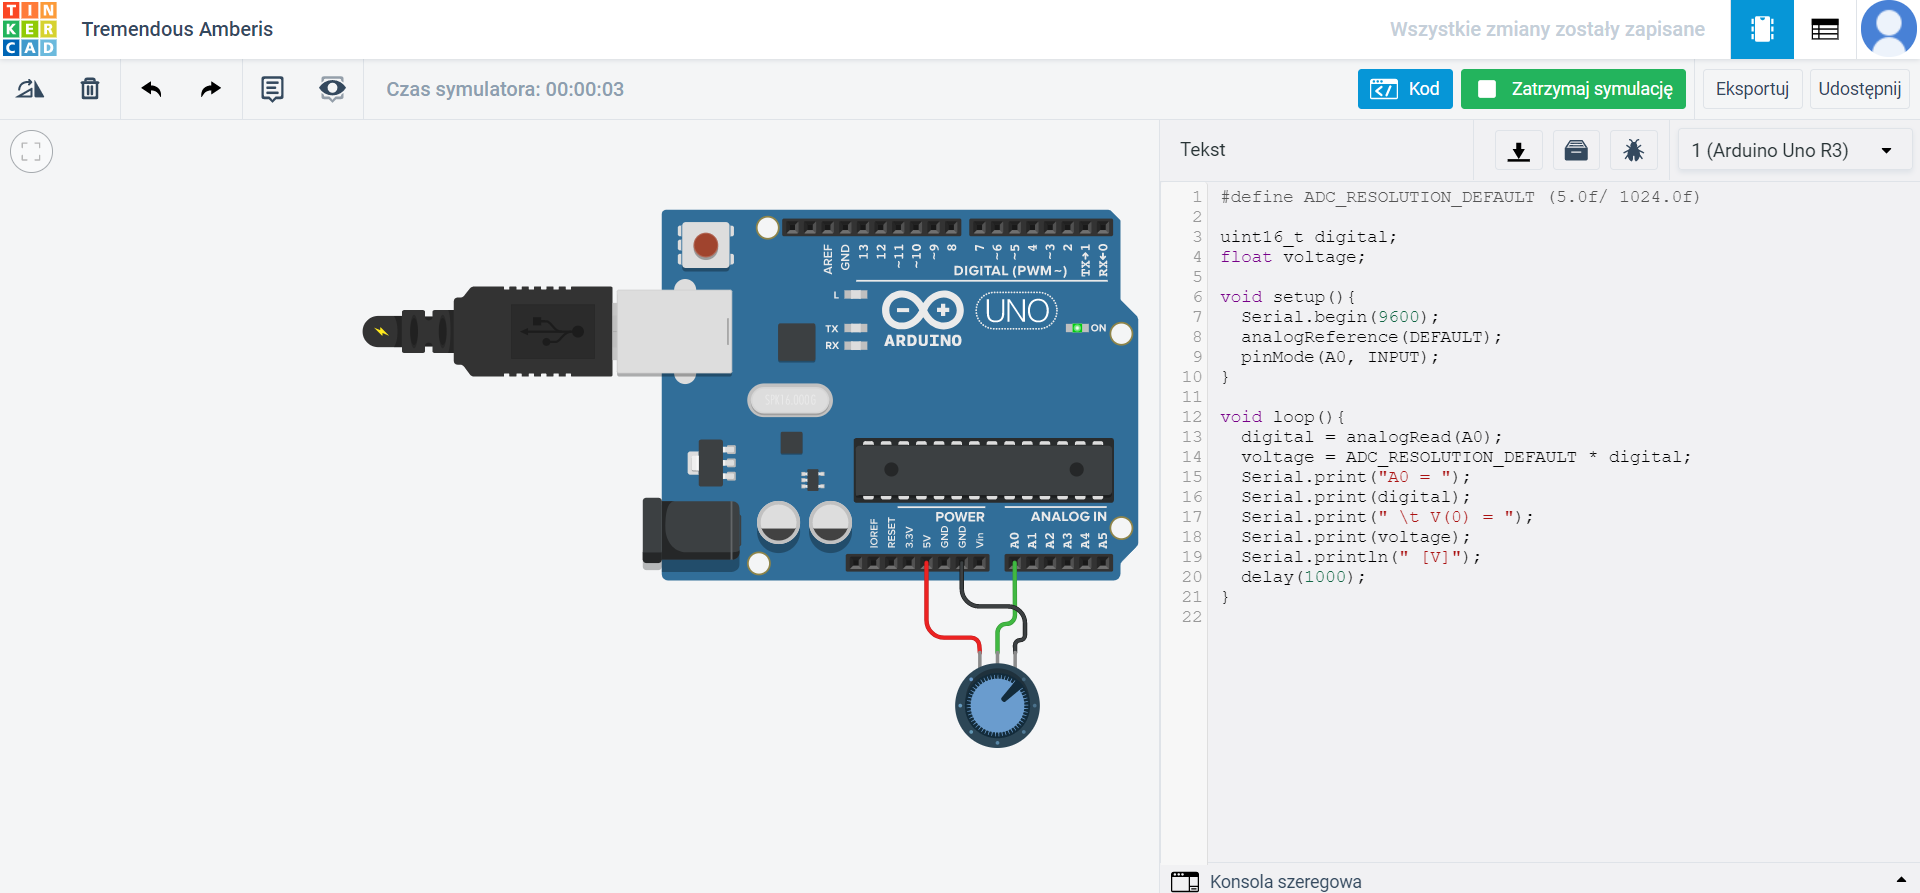 TIN
KER
CAD
Tremendous Amberis
Wszystkie zmiany zostały zapisane
Czas symulatora: 00:00:03
Kod
Zatrzymaj symulację
Eksportuj
Udostępnij
Tekst
1 (Arduino Uno R3)
AREF
GND
13
12
~11
~10
~9
8
7
~6
~5
4
~3
2
TX→1
RX←0
DIGITAL (PWM~)
L
TX
RX
ARDUINO
UNO
ON
SPK16.000G
POWER
ANALOG IN
IOREF
RESET
3.3V
5V
GND
GND
Vin
A0
A1
A2
A3
A4
A5
1 #define ADC_RESOLUTION_DEFAULT (5.0f/ 1024.0f)
2
3 uint16_t digital;
4 float voltage;
5
6 void setup(){
7   Serial.begin(9600);
8   analogReference(DEFAULT);
9   pinMode(A0, INPUT);
10 }
11
12 void loop(){
13   digital = analogRead(A0);
14   voltage = ADC_RESOLUTION_DEFAULT * digital;
15   Serial.print("A0 = ");
16   Serial.print(digital);
17   Serial.print(" \t V(0) = ");
18   Serial.print(voltage);
19   Serial.println(" [V]");
20   delay(1000);
21 }
22
Konsola szeregowa